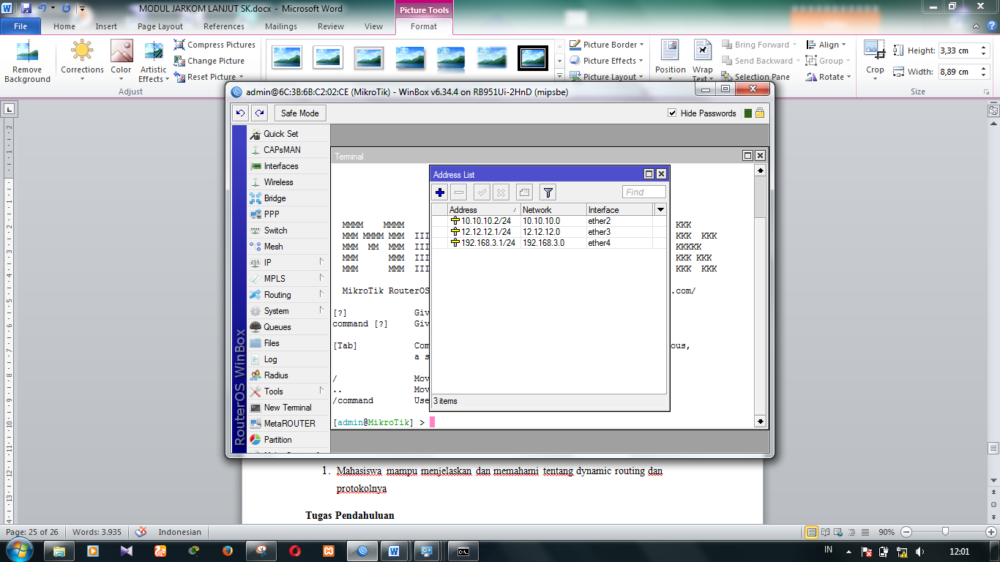 MODUL JARKOM LANJUT SK.docx - Microsoft Word
Picture Tools
File Home Insert Page Layout References Mailings Review View Format
Remove Background
Corrections
Color
Artistic Effects
Compress Pictures
Change Picture
Reset Picture
Adjust
Picture Border
Picture Effects
Picture Layout
Position
Wrap Text
Bring Forward
Send Backward
Selection Pane
Align
Group
Rotate
Crop
Height: 3,33 cm
Width: 8,89 cm
Size
admin@6C:3B:6B:C2:02:CE (MikroTik) - WinBox v6.34.4 on RB951Ui-2HnD (mipsbe)
Safe Mode
Hide Passwords
RouterOS WinBox
Quick Set
CAPsMAN
Interfaces
Wireless
Bridge
PPP
Switch
Mesh
IP
MPLS
Routing
System
Queues
Files
Log
Radius
Tools
New Terminal
MetaROUTER
Partition
Terminal
MMMM MMMM KKK
MMM MMMM MMM III KKK KKK
MMM MM MMM III KKKKK
MMM MMM III KKK KKK
MMM MMM III KKK KKK
MikroTik RouterOS .com/
[?] Giv
command [?] Giv
[Tab] Com ous,
a s
/ Mov
.. Mov
/command Use
[admin@MikroTik] >
Address List
Find
Address Network Interface
10.10.10.2/24 10.10.10.0 ether2
12.12.12.1/24 12.12.12.0 ether3
192.168.3.1/24 192.168.3.0 ether4
3 items
1. Mahasiswa mampu menjelaskan dan memahami tentang dynamic routing dan
protokolnya
Tugas Pendahuluan
Page: 25 of 26 Words: 3.935 Indonesian 90%
IN 12:01